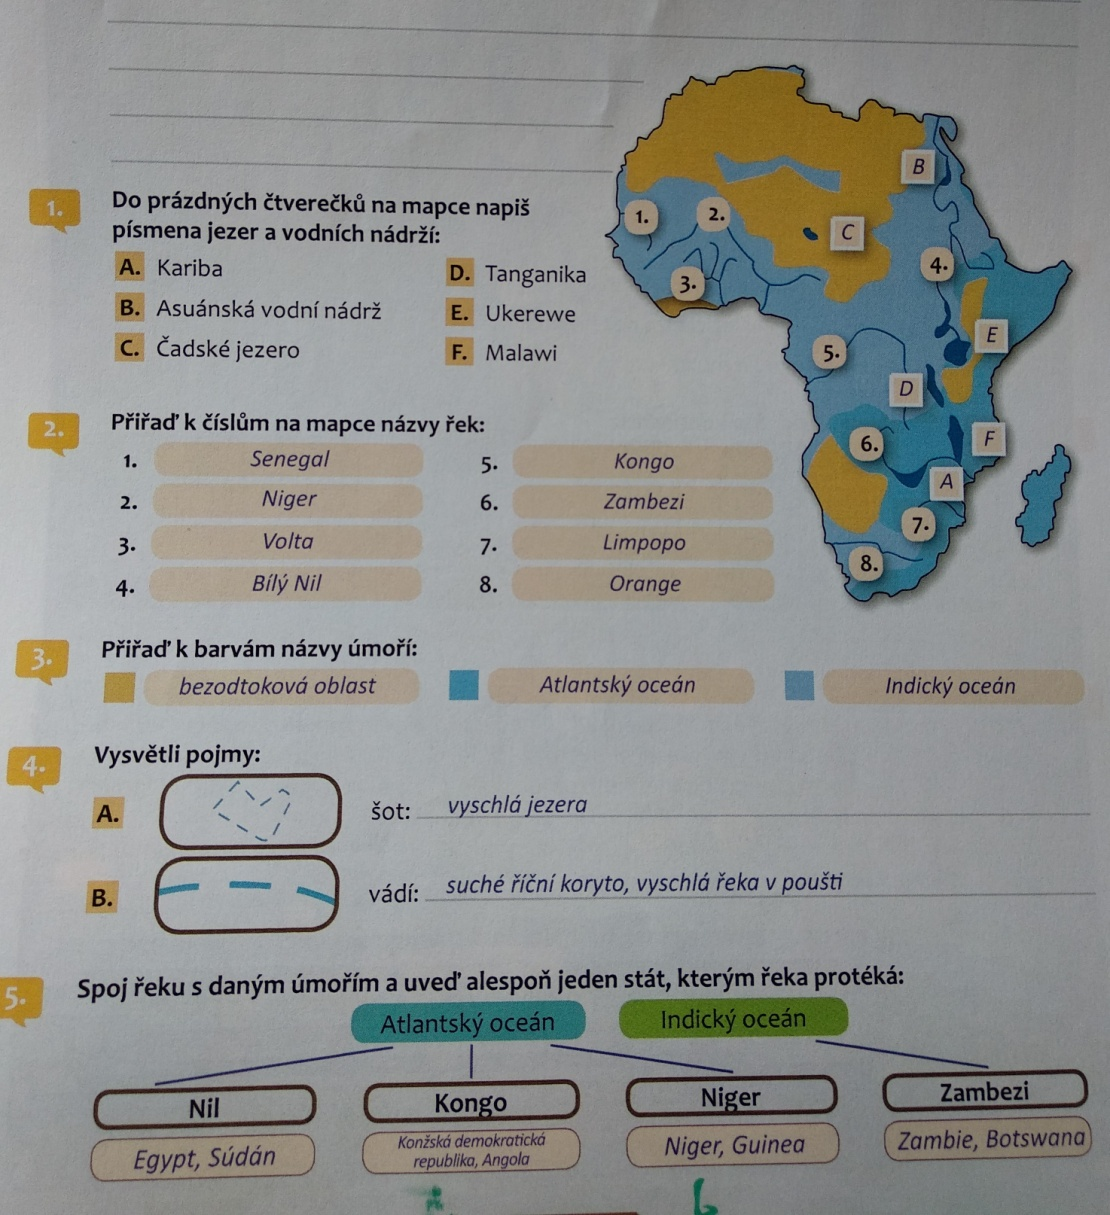 1.
Do prázdných čtverečků na mapce napiš
písmena jezer a vodních nádrží:
A. Kariba
B. Asuánská vodní nádrž
C. Čadské jezero
D. Tanganika
E. Ukerewe
F. Malawi
B
1.
2.
C
3.
4.
E
5.
D
6.
F
A
7.
8.
2.
Přiřaď k číslům na mapce názvy řek:
1. Senegal
2. Niger
3. Volta
4. Bílý Nil
5. Kongo
6. Zambezi
7. Limpopo
8. Orange
3.
Přiřaď k barvám názvy úmoří:
bezodtoková oblast
Atlantský oceán
Indický oceán
4.
Vysvětli pojmy:
A.
šot: vyschlá jezera
B.
vádí: suché říční koryto, vyschlá řeka v poušti
5.
Spoj řeku s daným úmořím a uveď alespoň jeden stát, kterým řeka protéká:
Atlantský oceán
Indický oceán
Nil
Kongo
Niger
Zambezi
Egypt, Súdán
Konžská demokratická
republika, Angola
Niger, Guinea
Zambie, Botswana